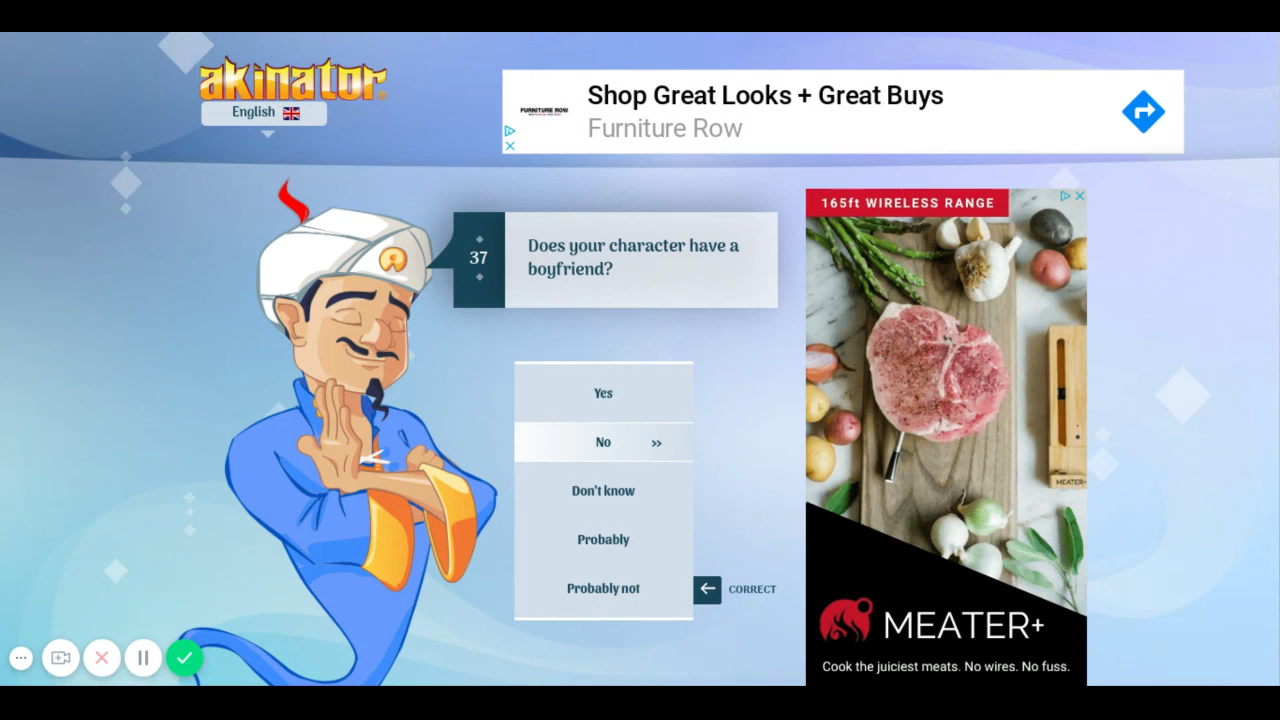 akinator
English
FURNITURE ROW
Shop Great Looks + Great Buys
Furniture Row
37
Does your character have a
boyfriend?
Yes
No
Don't know
Probably
Probably not
CORRECT
165ft WIRELESS RANGE
MEATER+
MEATER+
Cook the juiciest meats. No wires. No fuss.